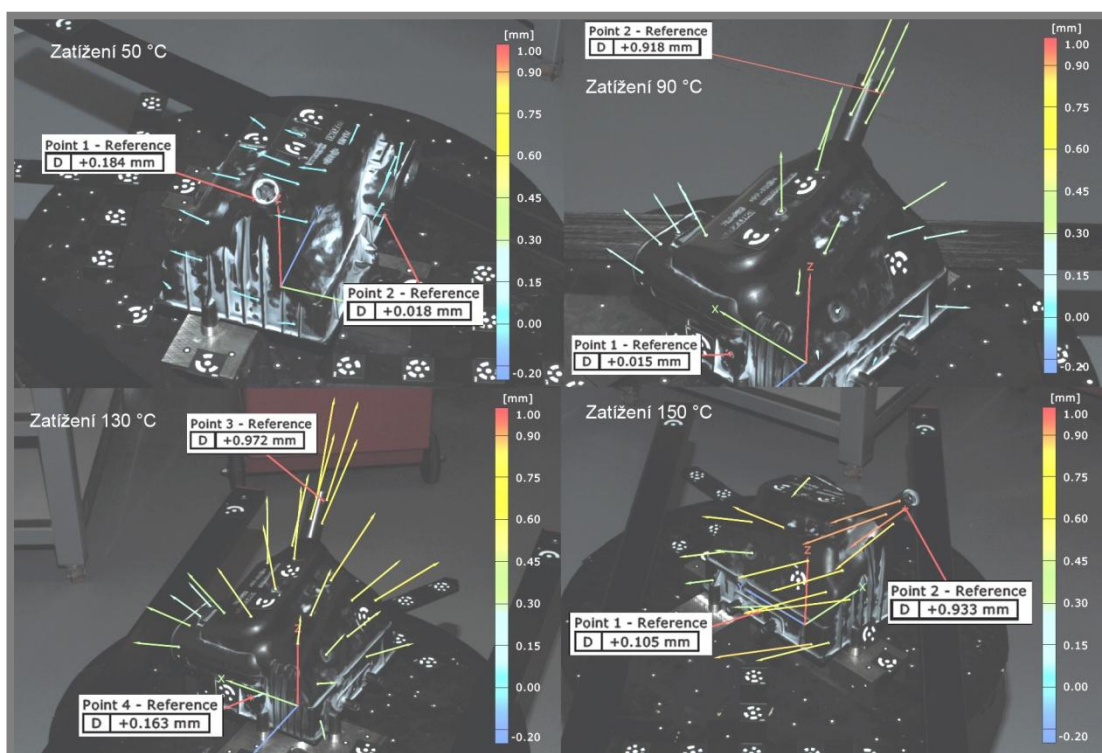 Zatížení 50 °C
[mm]
1.00
0.90
0.75
0.60
0.45
0.30
0.15
0.00
-0.20
Point 1 - Reference
D +0.184 mm
Point 2 - Reference
D +0.018 mm
z
Zatížení 90 °C
[mm]
1.00
0.90
0.75
0.60
0.45
0.30
0.15
0.00
-0.20
Point 2 - Reference
D +0.918 mm
z
x
Point 1 - Reference
D +0.015 mm
Zatížení 130 °C
[mm]
1.00
0.90
0.75
0.60
0.45
0.30
0.15
0.00
-0.20
Point 3 - Reference
D +0.972 mm
z
x
Point 4 - Reference
D +0.163 mm
Zatížení 150 °C
[mm]
1.00
0.90
0.75
0.60
0.45
0.30
0.15
0.00
-0.20
z
x
Point 2 - Reference
D +0.933 mm
Point 1 - Reference
D +0.105 mm